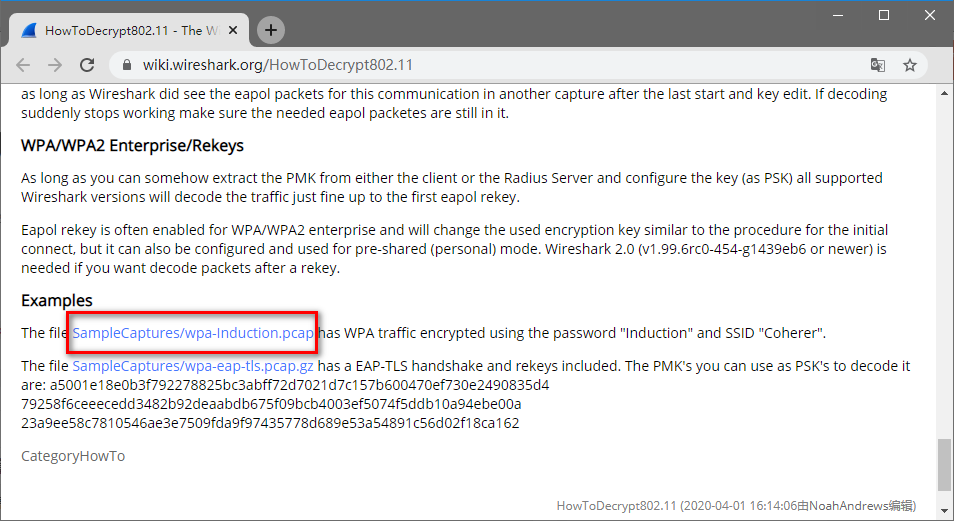 HowToDecrypt802.11 - The W
wiki.wireshark.org/HowToDecrypt802.11
as long as Wireshark did see the eapol packets for this communication in another capture after the last start and key edit. If decoding
suddenly stops working make sure the needed eapol packetes are still in it.
WPA/WPA2 Enterprise/Rekeys
As long as you can somehow extract the PMK from either the client or the Radius Server and configure the key (as PSK) all supported
Wireshark versions will decode the traffic just fine up to the first eapol rekey.
Eapol rekey is often enabled for WPA/WPA2 enterprise and will change the used encryption key similar to the procedure for the initial
connect, but it can also be configured and used for pre-shared (personal) mode. Wireshark 2.0 (v1.99.6rc0-454-g1439eb6 or newer) is
needed if you want decode packets after a rekey.
Examples
The file SampleCaptures/wpa-Induction.pcap has WPA traffic encrypted using the password "Induction" and SSID "Coherer".
The file SampleCaptures/wpa-eap-tls.pcap.gz has a EAP-TLS handshake and rekeys included. The PMK's you can use as PSK's to decode it
are: a5001e18e0b3f792278825bc3abff72d7021d7c157b600470ef730e2490835d4
79258f6ceeecedd3482b92deaabdb675f09bcb4003ef5074f5ddb10a94ebe00a
23a9ee58c7810546ae3e7509fda9f97435778d689e53a54891c56d02f18ca162
CategoryHowTo
HowToDecrypt802.11 (2020-04-01 16:14:06由NoahAndrews编辑)